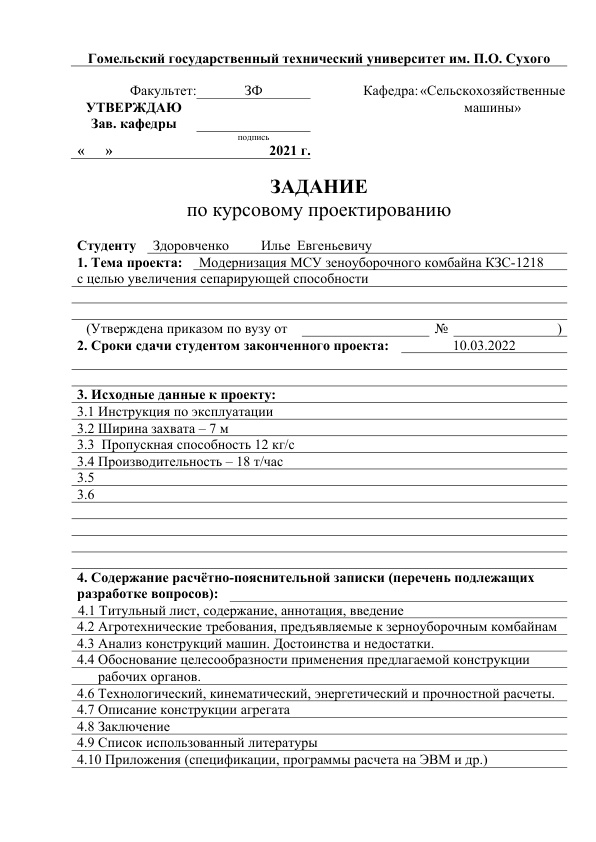 Гомельский государственный технический университет им. П.О. Сухого
Факультет: ЗФ Кафедра: «Сельскохозяйственные
УТВЕРЖДАЮ машины»
Зав. кафедры
подпись
« » 2021 г.
ЗАДАНИЕ
по курсовому проектированию
Студенту Здоровченко Илье Евгеньевичу
1. Тема проекта: Модернизация МСУ зеноуборочного комбайна КЗС-1218
с целью увеличения сепарирующей способности
(Утверждена приказом по вузу от № )
2. Сроки сдачи студентом законченного проекта: 10.03.2022
3. Исходные данные к проекту:
3.1 Инструкция по эксплуатации
3.2 Ширина захвата – 7 м
3.3 Пропускная способность 12 кг/с
3.4 Производительность – 18 т/час
3.5
3.6
4. Содержание расчётно-пояснительной записки (перечень подлежащих
разработке вопросов):
4.1 Титульный лист, содержание, аннотация, введение
4.2 Агротехнические требования, предъявляемые к зерноуборочным комбайнам
4.3 Анализ конструкций машин. Достоинства и недостатки.
4.4 Обоснование целесообразности применения предлагаемой конструкции
рабочих органов.
4.6 Технологический, кинематический, энергетический и прочностной расчеты.
4.7 Описание конструкции агрегата
4.8 Заключение
4.9 Список использованный литературы
4.10 Приложения (спецификации, программы расчета на ЭВМ и др.)